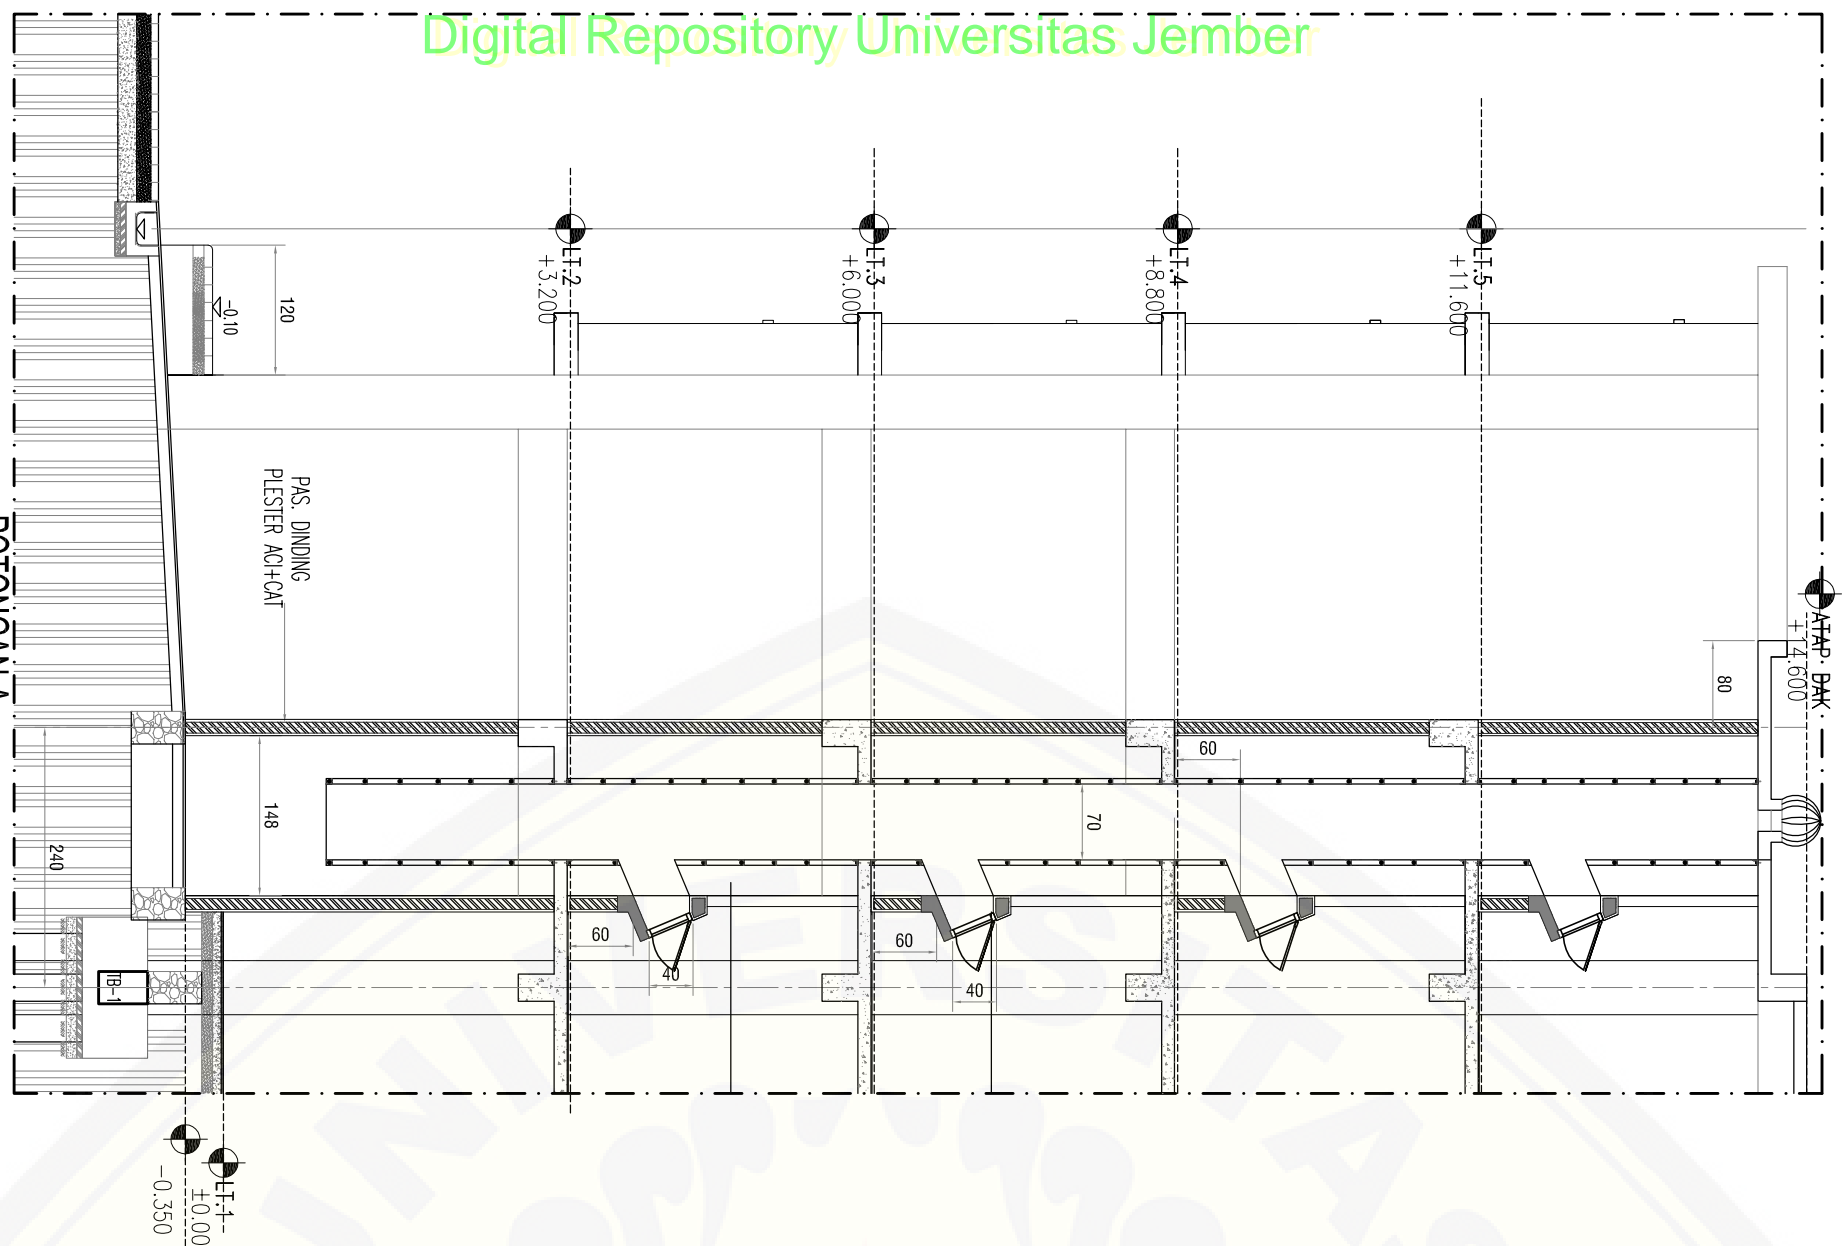 Digital Repository Universitas Jember
LT.2
+3.200
LT.3
+6.000
LT.4
+8.800
LT.5
+11.600
ATAP DAK
+14.600
120
-0.10
PAS. DINDING
PLESTER ACI+CAT
80
60
148
70
240
60
40
60
40
TB-1
LT.1
±0.00
-0.350
UNIVERSITAS